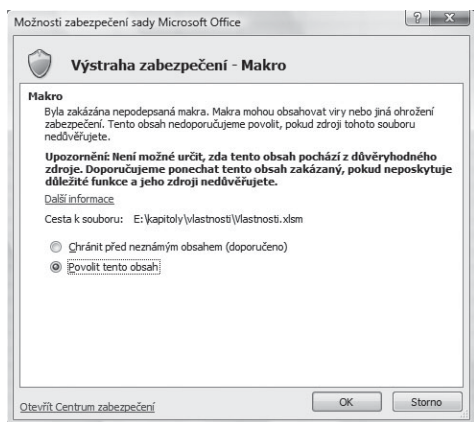 Možnosti zabezpečení sady Microsoft Office
Výstraha zabezpečení - Makro
Makro
Byla zakázána nepodepsaná makra. Makra mohou obsahovat viry nebo jiná ohrožení
zabezpečení. Tento obsah nedoporučujeme povolit, pokud zdroji tohoto souboru
nedůvěřujete.
Upozornění: Není možné určit, zda tento obsah pochází z důvěryhodného
zdroje. Doporučujeme ponechat tento obsah zakázaný, pokud neposkytuje
důležité funkce a jeho zdroji nedůvěřujete.
Další informace
Cesta k souboru: E:\kapitoly\vlastnosti\Vlastnosti.xlsm
Chránit před neznámým obsahem (doporučeno)
Povolit tento obsah
Otevřít Centrum zabezpečení
OK
Storno